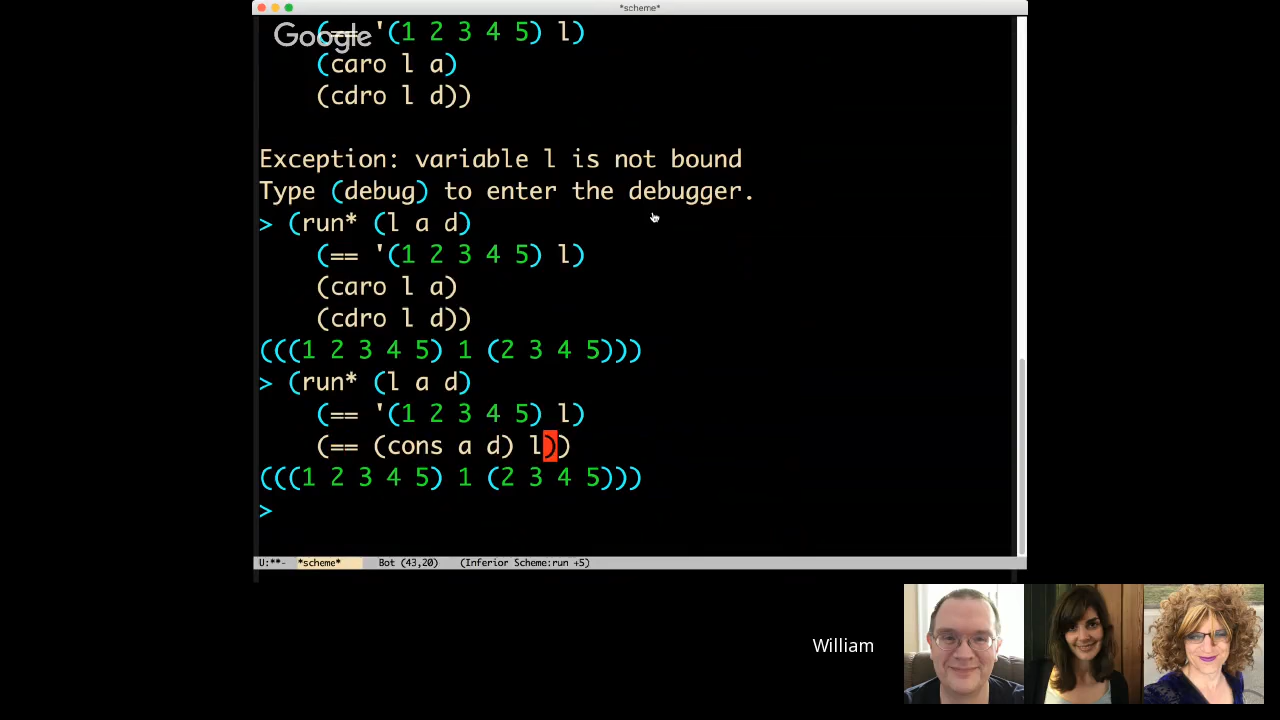 *scheme*
(== '(1 2 3 4 5) l)
Google
(caro l a)
(cdro l d))
Exception: variable l is not bound
Type (debug) to enter the debugger.
> (run* (l a d)
(== '(1 2 3 4 5) l)
(caro l a)
(cdro l d))
(((1 2 3 4 5) 1 (2 3 4 5)))
> (run* (l a d)
(== '(1 2 3 4 5) l)
(== (cons a d) l))
(((1 2 3 4 5) 1 (2 3 4 5)))
>
U:**- *scheme* Bot (43,20) (Inferior Scheme:run +5)
William